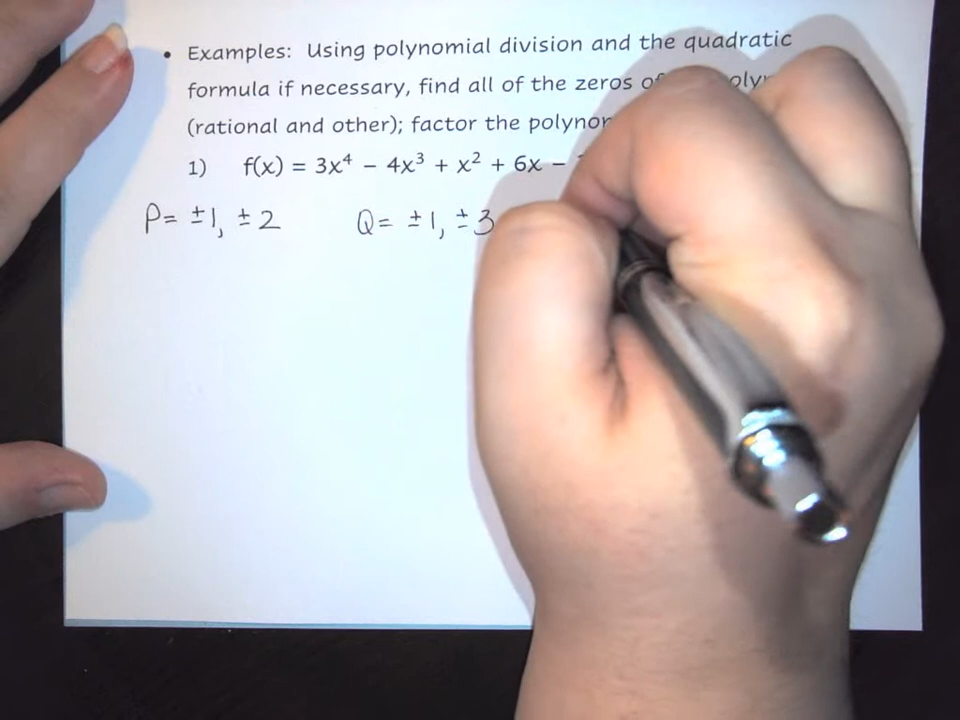 • Examples: Using polynomial division and the quadratic
formula if necessary, find all of the zeros
(rational and other); factor the
1) f(x) = 3x⁴ − 4x³ + x² + 6x −
P= ±1, ±2 Q= ±1, ±3